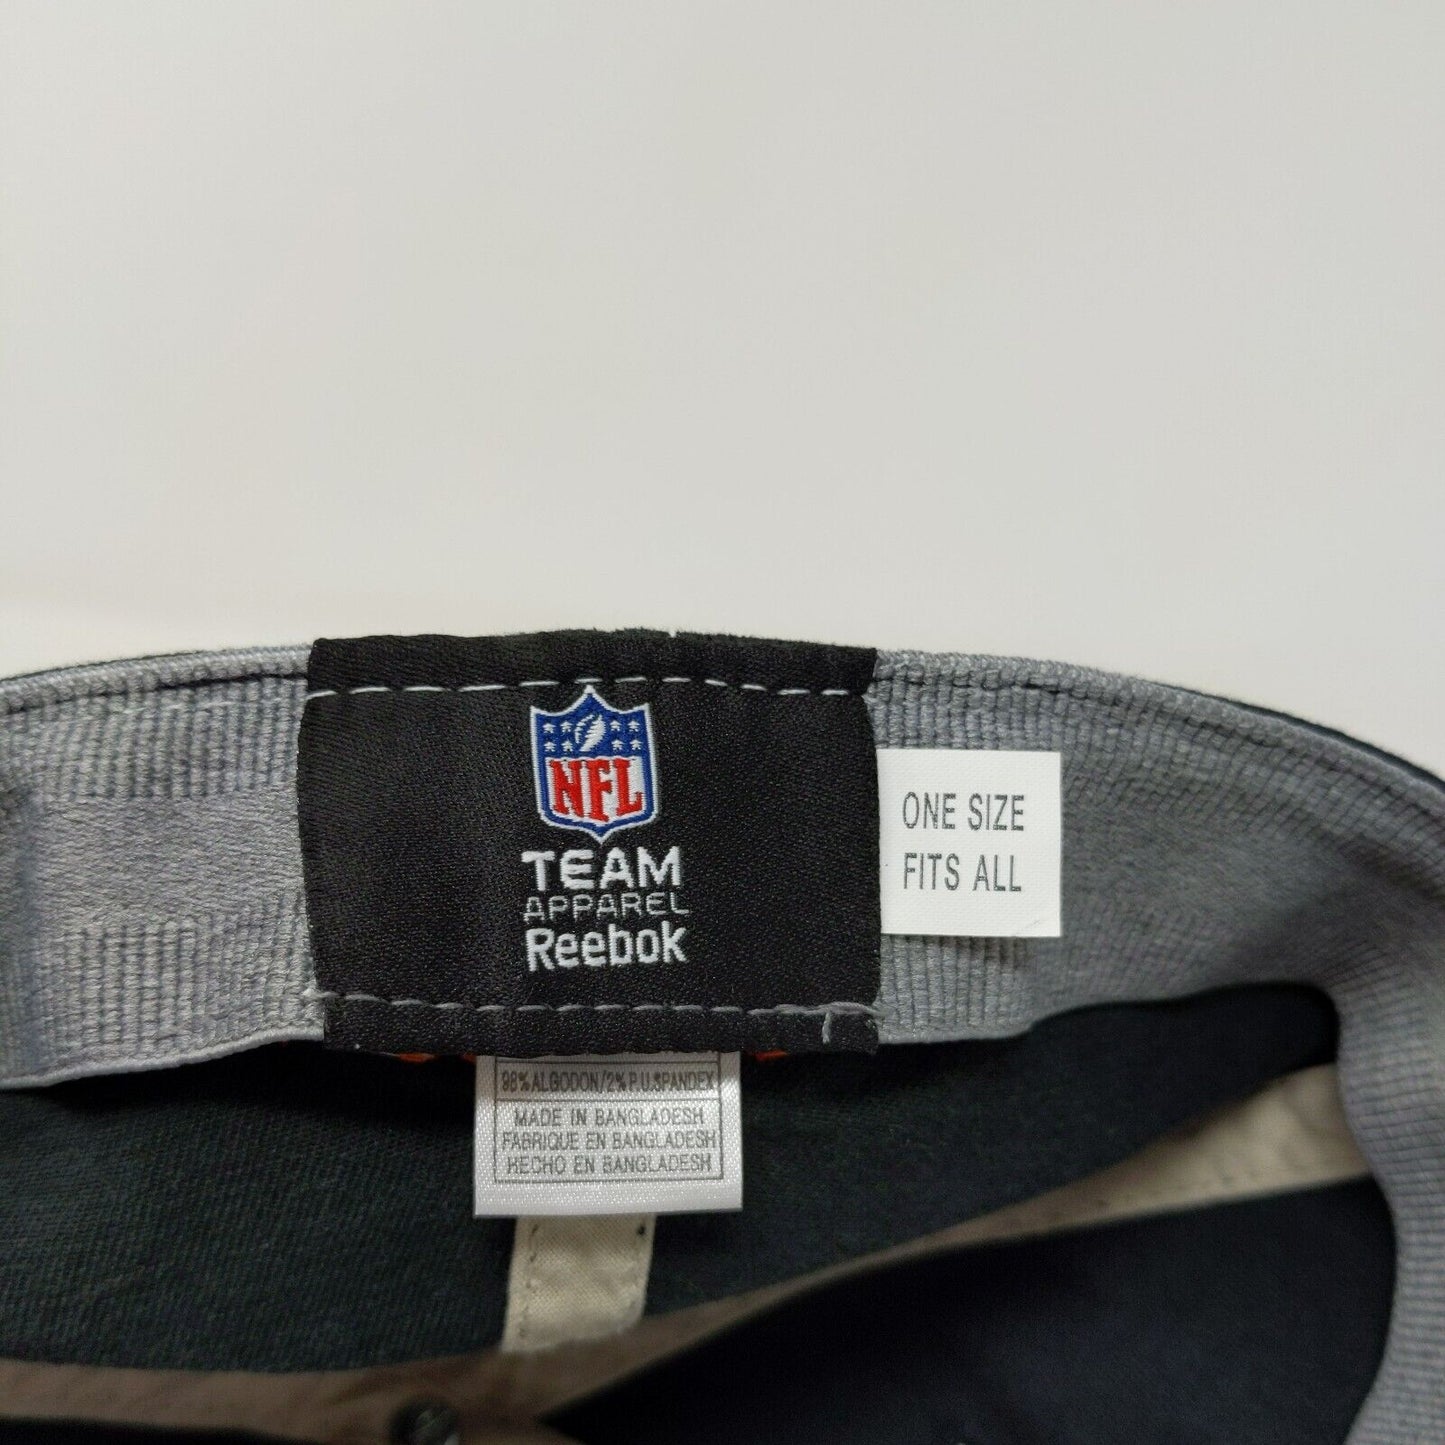 NFL
TEAM
APPAREL
Reebok
ONE SIZE
FITS ALL
98% ALGODON/2% P.U.SPANDEX
MADE IN BANGLADESH
FABRIQUE EN BANGLADESH
HECHO EN BANGLADESH